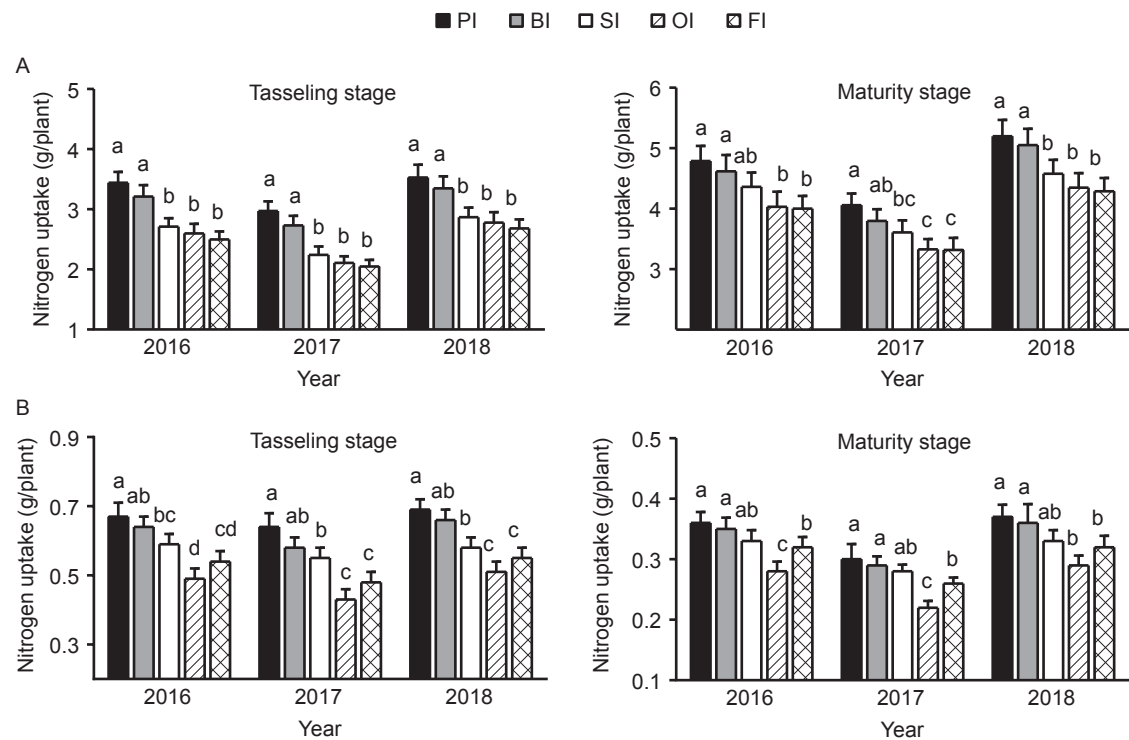 PI BI SI OI FI
A
Tasseling stage
Nitrogen uptake (g/plant)
5
4
3
2
1
a a b b b
a a b b b
a a b b b
2016 2017 2018
Year
Maturity stage
Nitrogen uptake (g/plant)
6
5
4
3
a a ab b b
a ab bc c c
a a b b b
2016 2017 2018
Year
B
Tasseling stage
Nitrogen uptake (g/plant)
0.9
0.7
0.5
0.3
a ab bc d cd
a ab b c c
a ab b c c
2016 2017 2018
Year
Maturity stage
Nitrogen uptake (g/plant)
0.5
0.4
0.3
0.2
0.1
a a ab c b
a a ab c b
a a ab b b
2016 2017 2018
Year